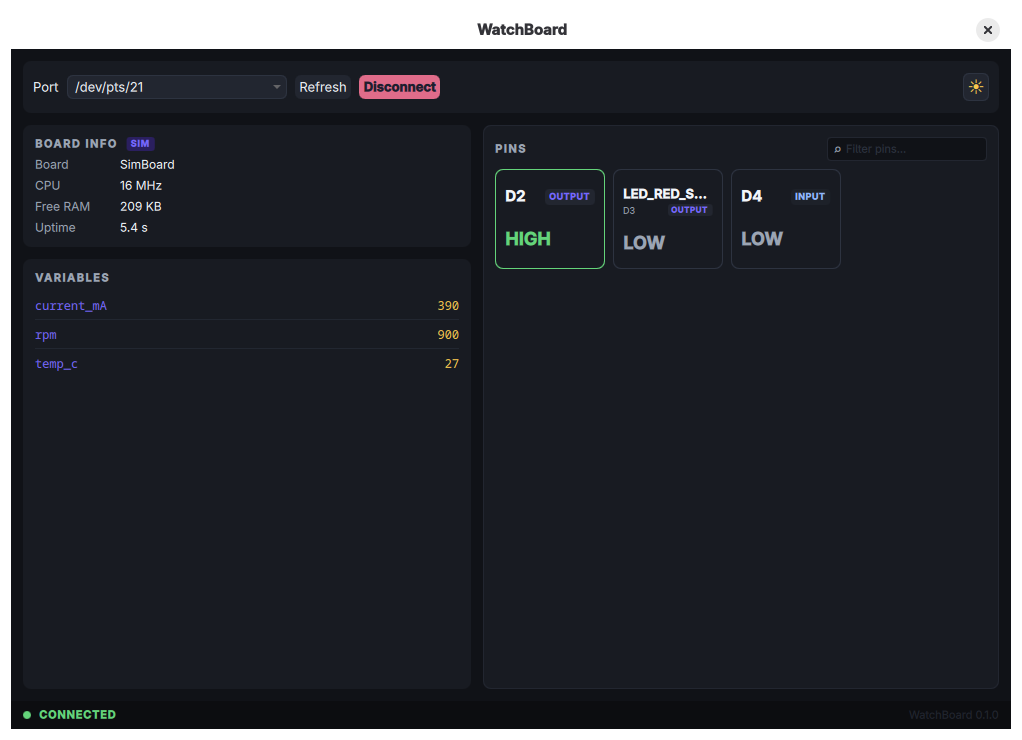 WatchBoard
Port /dev/pts/21 Refresh Disconnect
BOARD INFO SIM
Board SimBoard
CPU 16 MHz
Free RAM 209 KB
Uptime 5.4 s
VARIABLES
current_mA 390
rpm 900
temp_c 27
PINS
Filter pins...
D2 OUTPUT
HIGH
LED_RED_S...
D3 OUTPUT
LOW
D4 INPUT
LOW
CONNECTED
WatchBoard 0.1.0